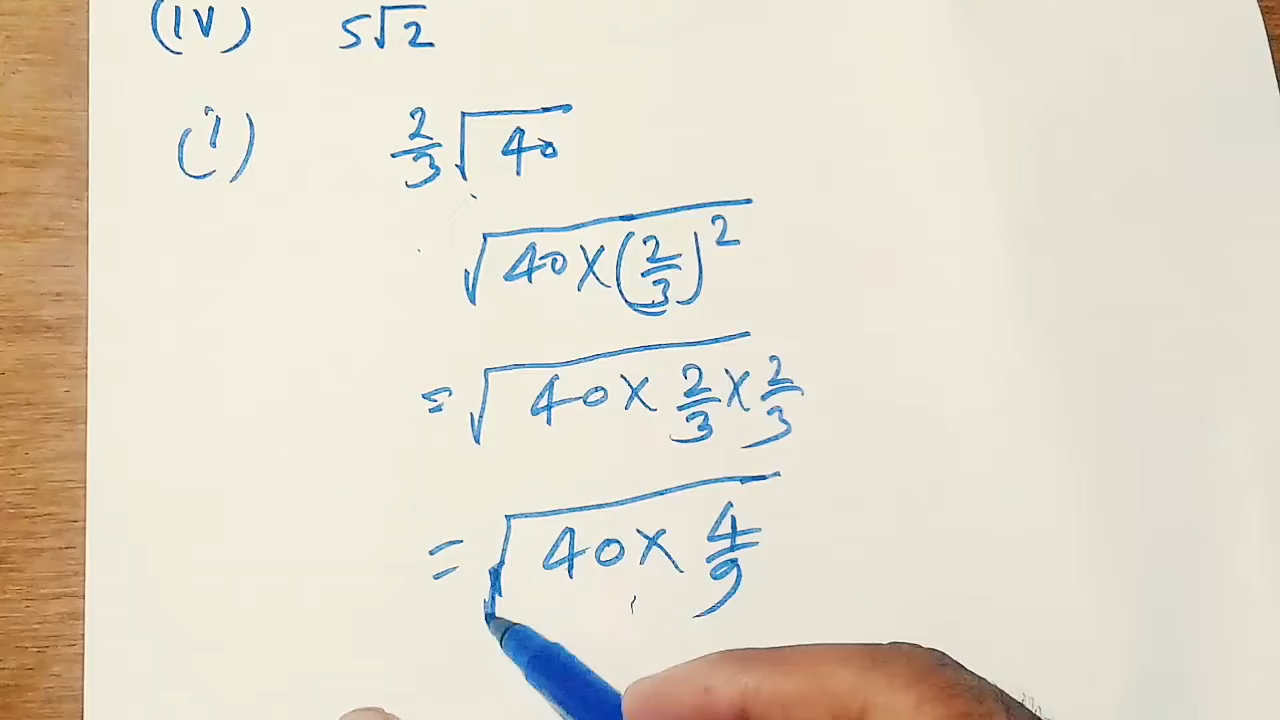 (iv) 5√2
(i) 2/3 √40
√40×(2/3)²
= √40 × 2/3 × 2/3
= √40 × 4/9